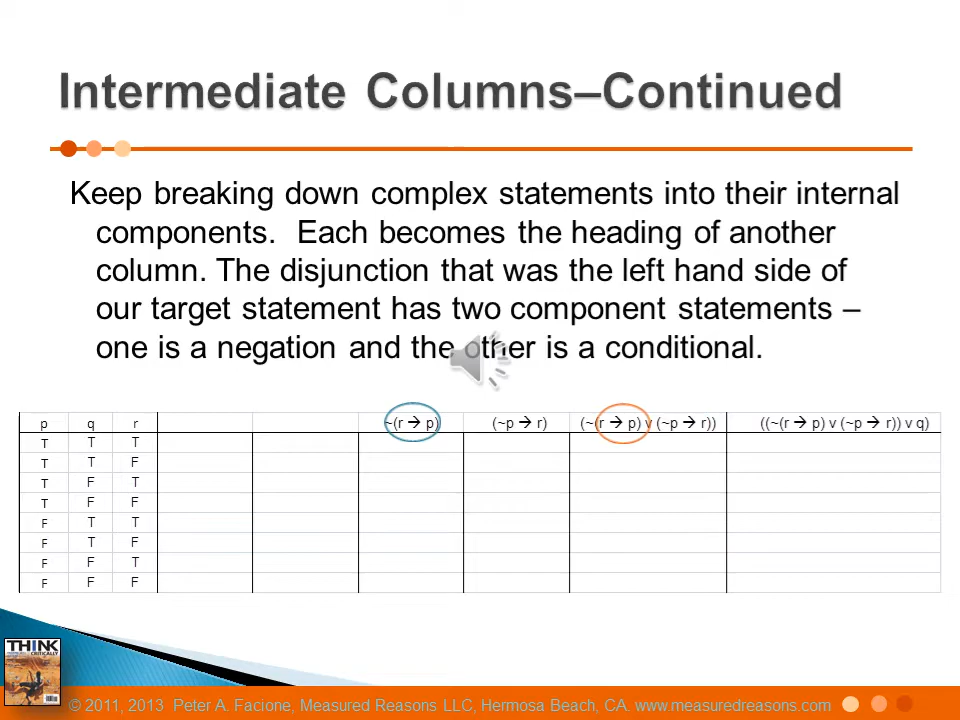 Intermediate Columns–Continued
Keep breaking down complex statements into their internal
components.  Each becomes the heading of another
column. The disjunction that was the left hand side of
our target statement has two component statements –
one is a negation and the other is a conditional.
p q r ~(r → p) (~p → r) (~(r → p) v (~p → r)) ((~(r → p) v (~p → r)) v q)
T T T
T T F
T F T
T F F
F T T
F T F
F F T
F F F
THINK
CRITICALLY
© 2011, 2013  Peter A. Facione, Measured Reasons LLC, Hermosa Beach, CA. www.measuredreasons.com